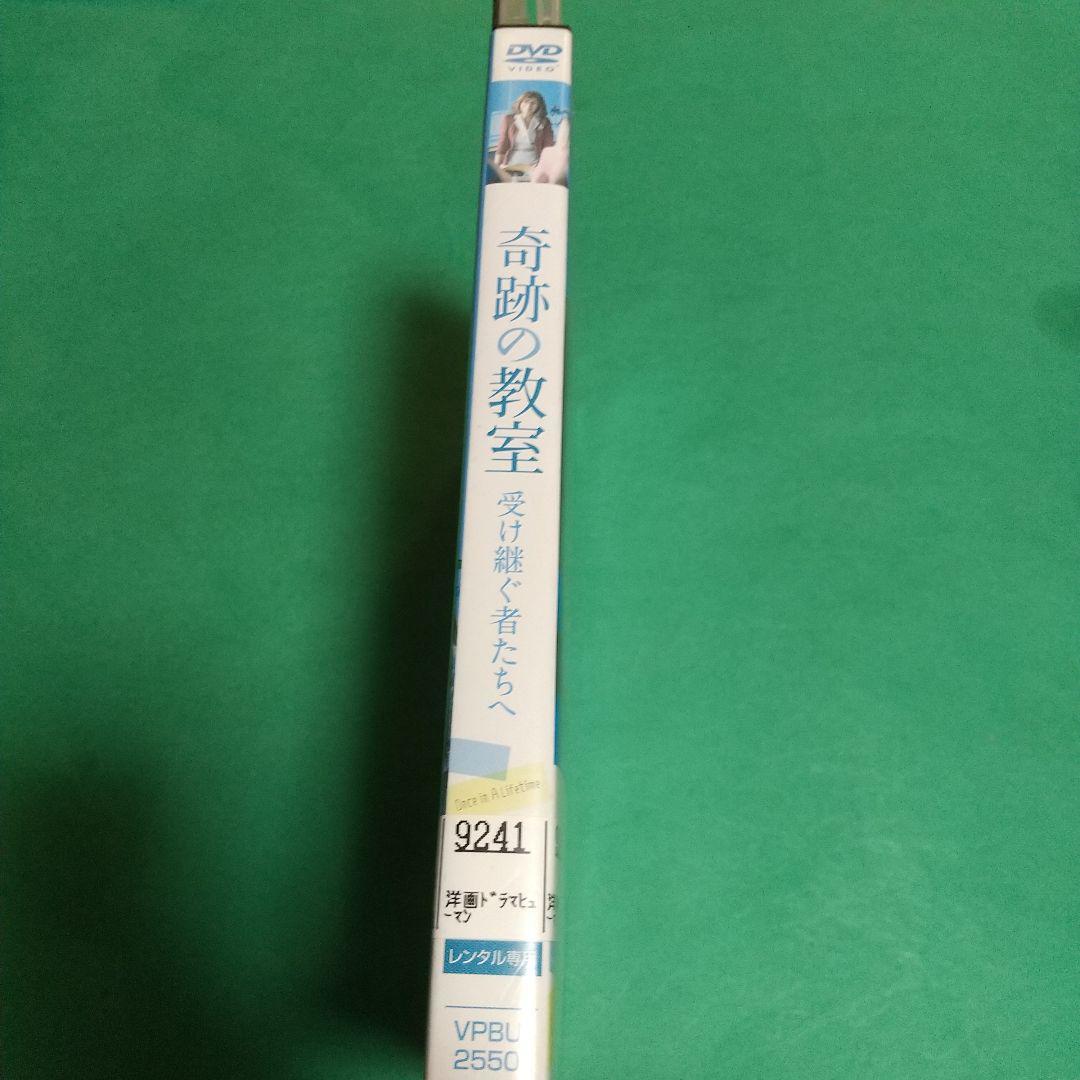 DVD
VIDEO
奇跡の教室
受け継ぐ者たちへ
Once in A Lifetime
9241
洋画ドラマヒュ
ーマン
レンタル専用
VPBU
2550